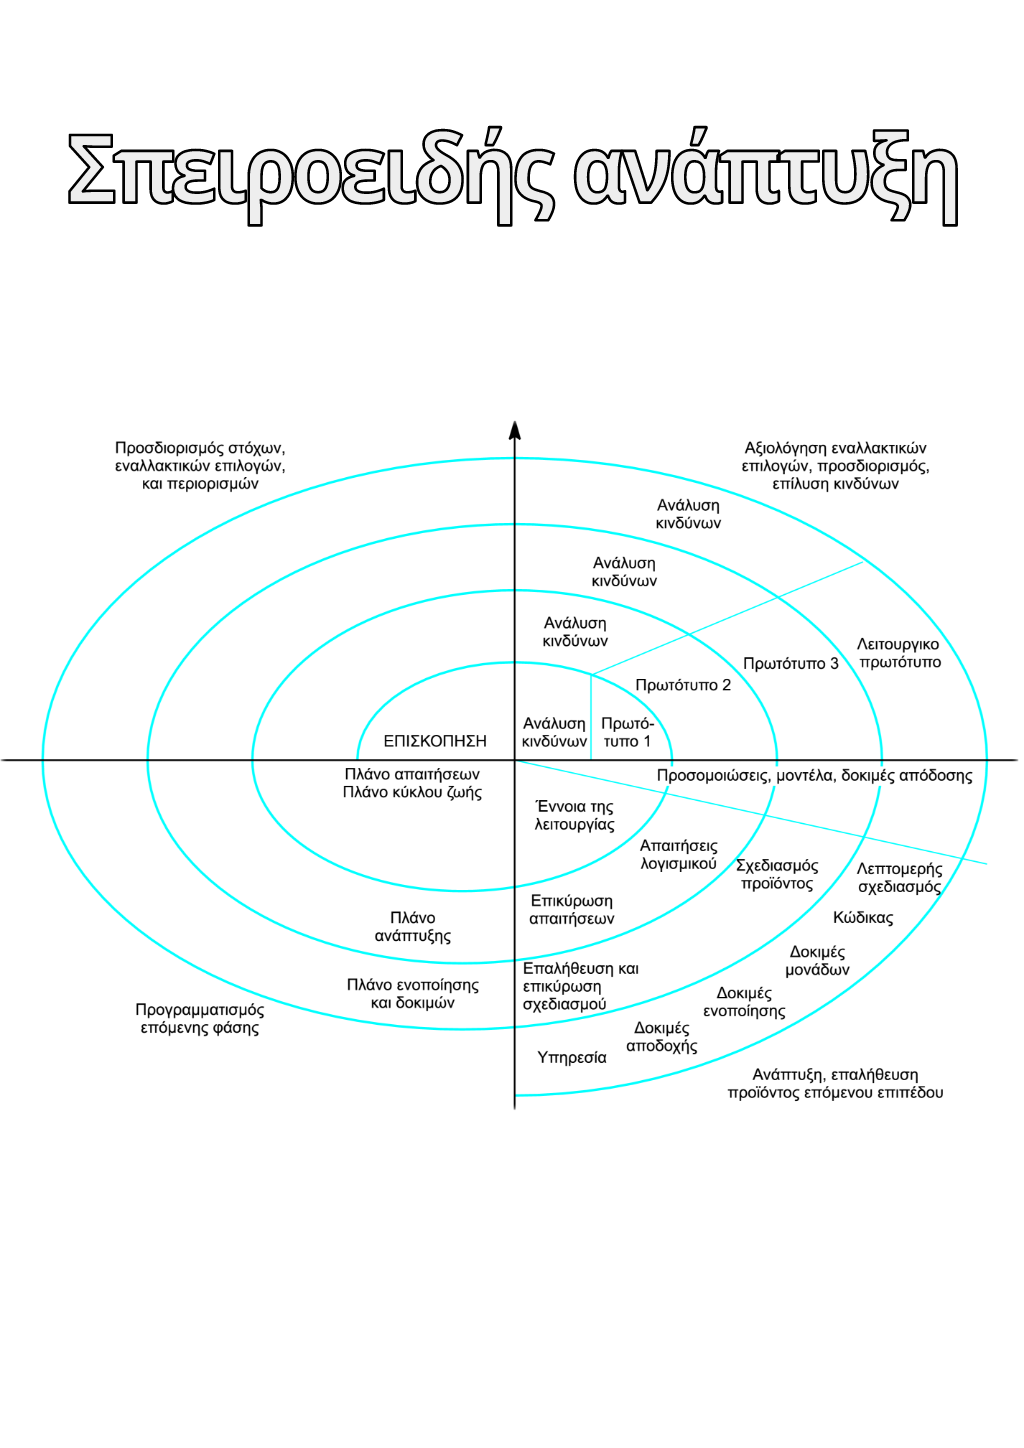 Σπειροειδής ανάπτυξη
Προσδιορισμός στόχων,
εναλλακτικών επιλογών,
και περιορισμών
Αξιολόγηση εναλλακτικών
επιλογών, προσδιορισμός,
επίλυση κινδύνων
Ανάλυση
κινδύνων
Ανάλυση
κινδύνων
Ανάλυση
κινδύνων
Λειτουργικο
πρωτότυπο
Πρωτότυπο 3
Πρωτότυπο 2
Ανάλυση
κινδύνων
Πρωτό-
τυπο 1
ΕΠΙΣΚΟΠΗΣΗ
Πλάνο απαιτήσεων
Πλάνο κύκλου ζωής
Προσομοιώσεις, μοντέλα, δοκιμές απόδοσης
Έννοια της
λειτουργίας
Απαιτήσεις
λογισμικού
Σχεδιασμός
προϊόντος
Λεπτομερής
σχεδιασμός
Επικύρωση
απαιτήσεων
Πλάνο
ανάπτυξης
Κώδικας
Δοκιμές
μονάδων
Επαλήθευση και
επικύρωση
σχεδιασμού
Πλάνο ενοποίησης
και δοκιμών
Δοκιμές
ενοποίησης
Προγραμματισμός
επόμενης φάσης
Δοκιμές
αποδοχής
Υπηρεσία
Ανάπτυξη, επαλήθευση
προϊόντος επόμενου επιπέδου